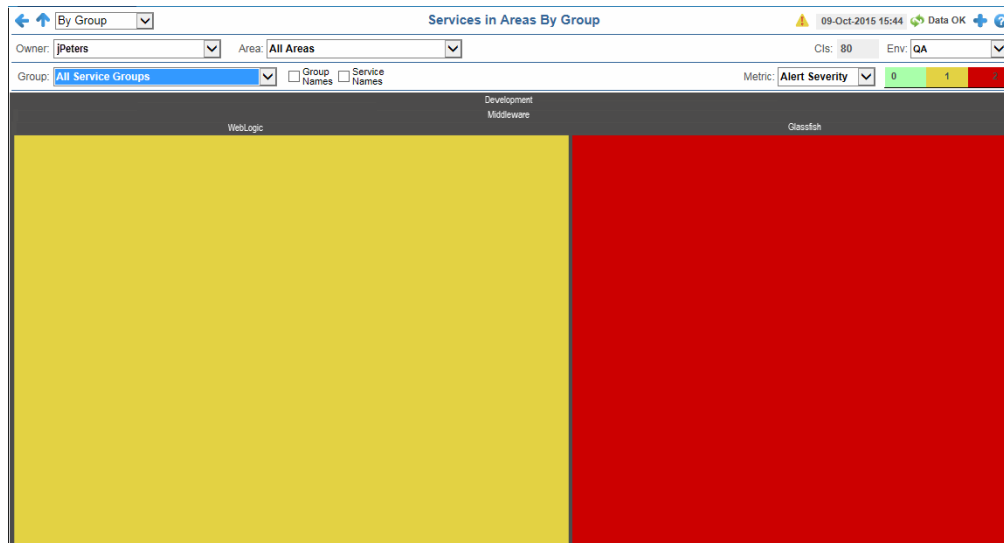 By Group Services in Areas By Group 09-Oct-2015 15:44 Data OK
Owner: jPeters Area: All Areas CIs: 80 Env: QA
Group: All Service Groups Group Names Service Names Metric: Alert Severity 0 1 2
Development
Middleware
WebLogic Glassfish